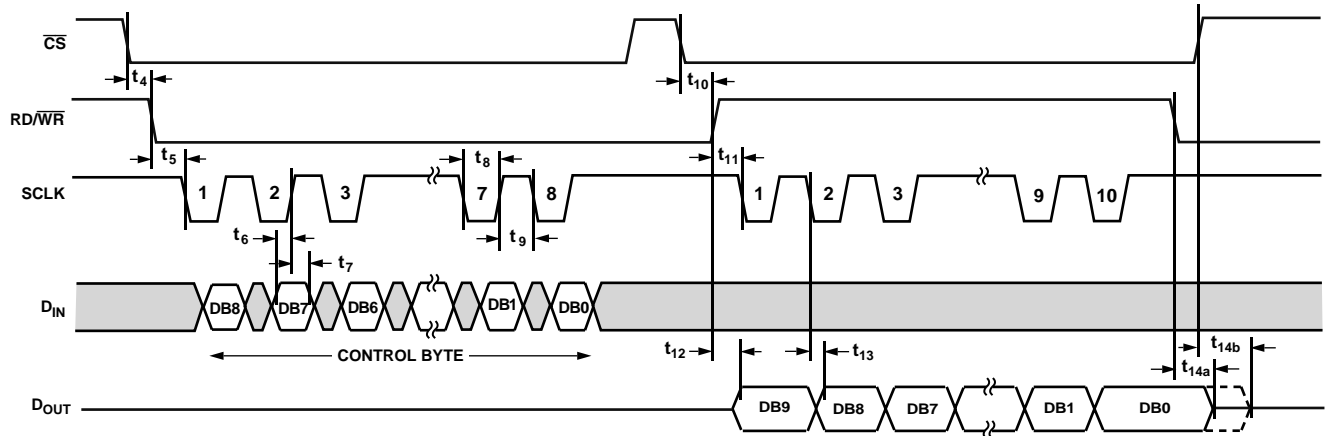 CS
t4 t10
RD/WR
t5 t8 t11
SCLK 1 2 3 7 8 1 2 3 9 10
t6 t9
t7
DIN DB8 DB7 DB6 DB1 DB0
CONTROL BYTE t12 t13 t14b
t14a
DOUT DB9 DB8 DB7 DB1 DB0